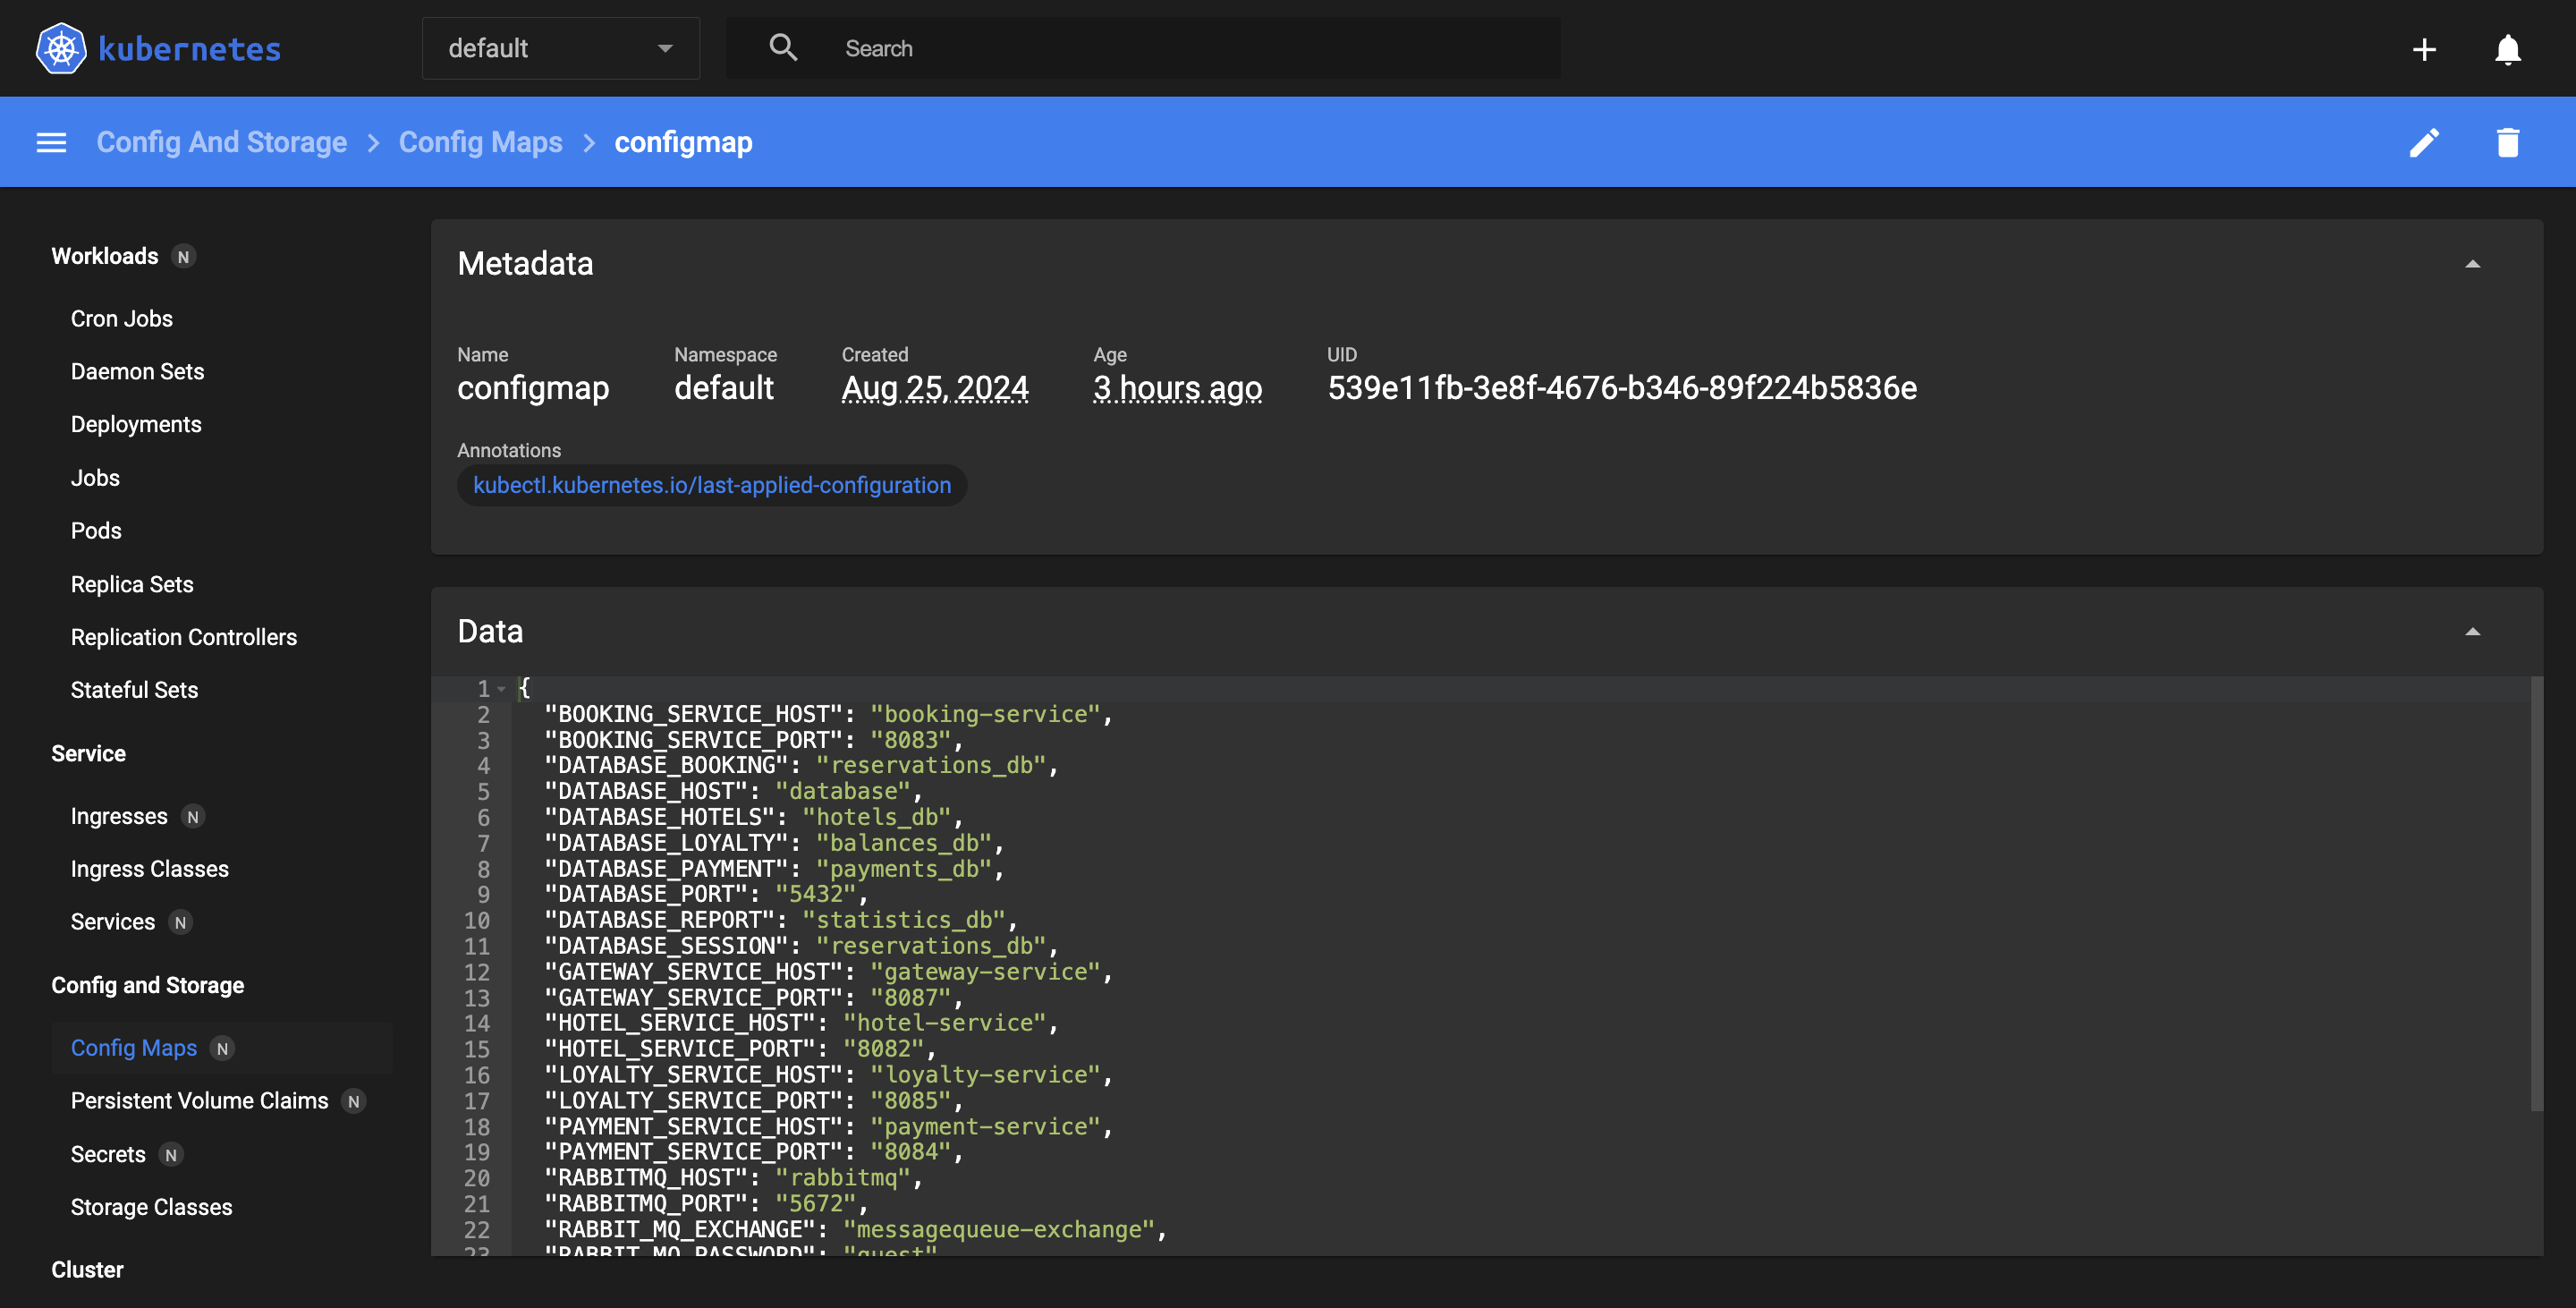 kubernetes
default
Search
Config And Storage > Config Maps > configmap
Workloads N
Cron Jobs
Daemon Sets
Deployments
Jobs
Pods
Replica Sets
Replication Controllers
Stateful Sets
Service
Ingresses N
Ingress Classes
Services N
Config and Storage
Config Maps N
Persistent Volume Claims N
Secrets N
Storage Classes
Cluster
Metadata
Name
configmap
Namespace
default
Created
Aug 25, 2024
Age
3 hours ago
UID
539e11fb-3e8f-4676-b346-89f224b5836e
Annotations
kubectl.kubernetes.io/last-applied-configuration
Data
1 {
2 "BOOKING_SERVICE_HOST": "booking-service",
3 "BOOKING_SERVICE_PORT": "8083",
4 "DATABASE_BOOKING": "reservations_db",
5 "DATABASE_HOST": "database",
6 "DATABASE_HOTELS": "hotels_db",
7 "DATABASE_LOYALTY": "balances_db",
8 "DATABASE_PAYMENT": "payments_db",
9 "DATABASE_PORT": "5432",
10 "DATABASE_REPORT": "statistics_db",
11 "DATABASE_SESSION": "reservations_db",
12 "GATEWAY_SERVICE_HOST": "gateway-service",
13 "GATEWAY_SERVICE_PORT": "8087",
14 "HOTEL_SERVICE_HOST": "hotel-service",
15 "HOTEL_SERVICE_PORT": "8082",
16 "LOYALTY_SERVICE_HOST": "loyalty-service",
17 "LOYALTY_SERVICE_PORT": "8085",
18 "PAYMENT_SERVICE_HOST": "payment-service",
19 "PAYMENT_SERVICE_PORT": "8084",
20 "RABBITMQ_HOST": "rabbitmq",
21 "RABBITMQ_PORT": "5672",
22 "RABBIT_MQ_EXCHANGE": "messagequeue-exchange",
23 "RABBIT_MQ_PASSWORD": "guest"